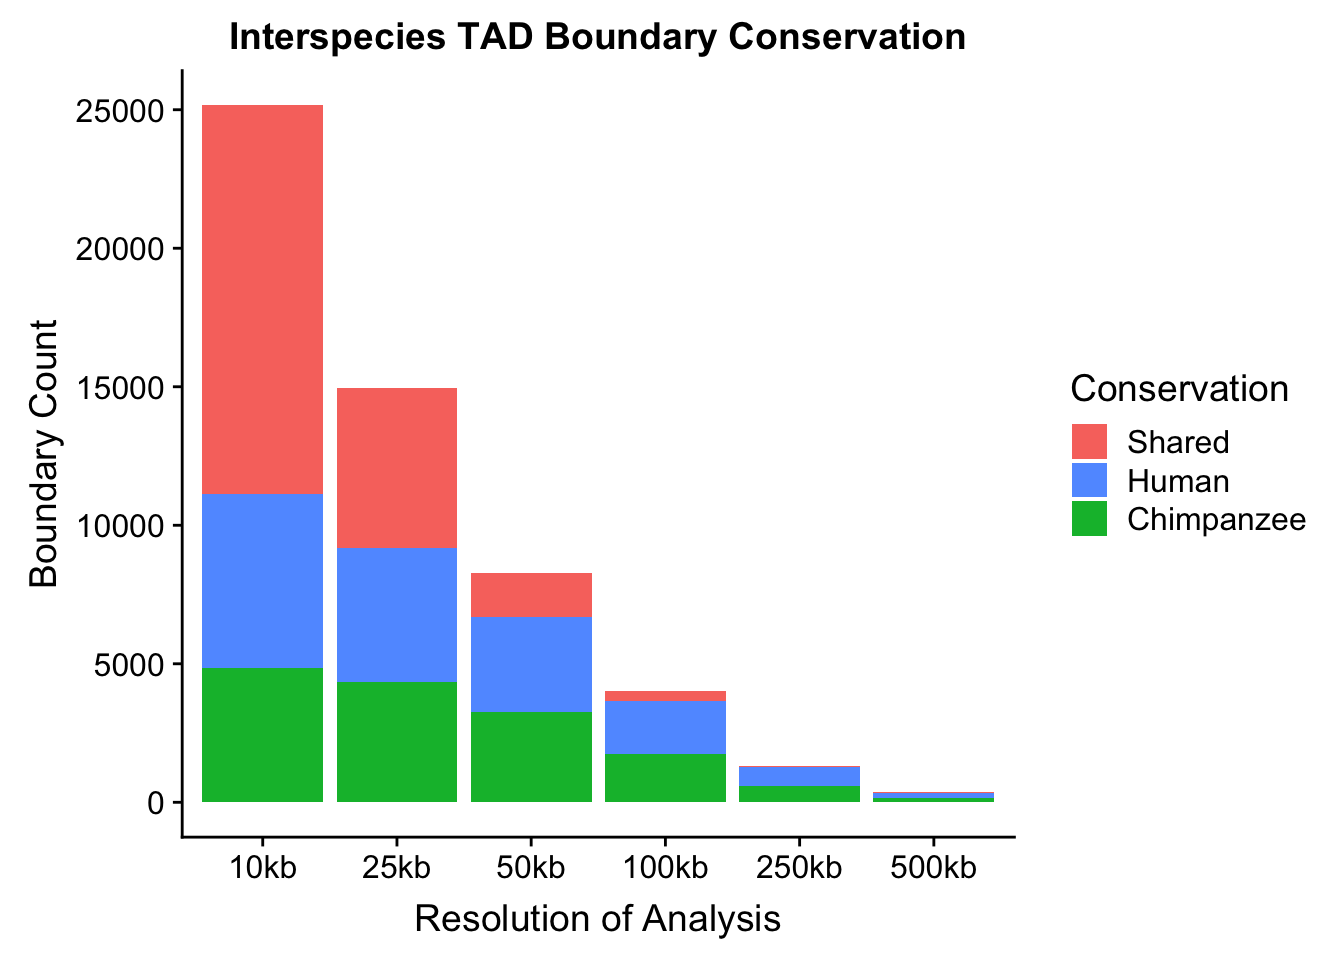 Interspecies TAD Boundary Conservation
Boundary Count
25000
20000
15000
10000
5000
0
10kb 25kb 50kb 100kb 250kb 500kb
Resolution of Analysis
Conservation
Shared
Human
Chimpanzee